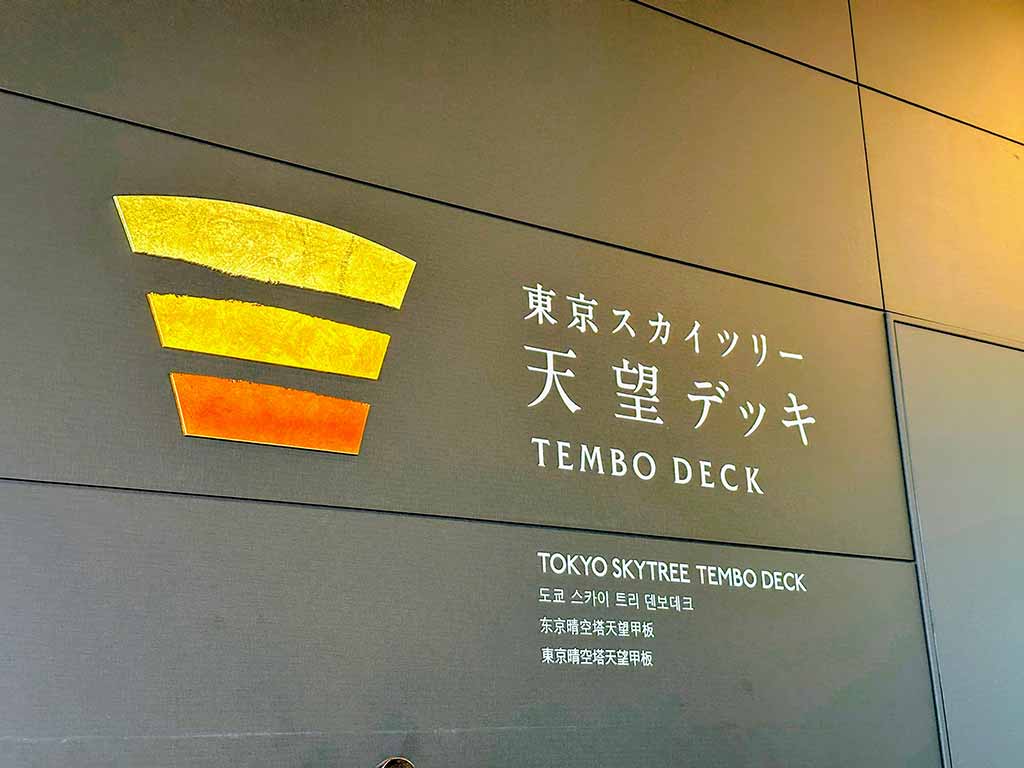 東京スカイツリー
天望デッキ
TEMBO DECK
TOKYO SKYTREE TEMBO DECK
도쿄 스카이 트리 덴보데크
东京晴空塔天望甲板
東京晴空塔天望甲板